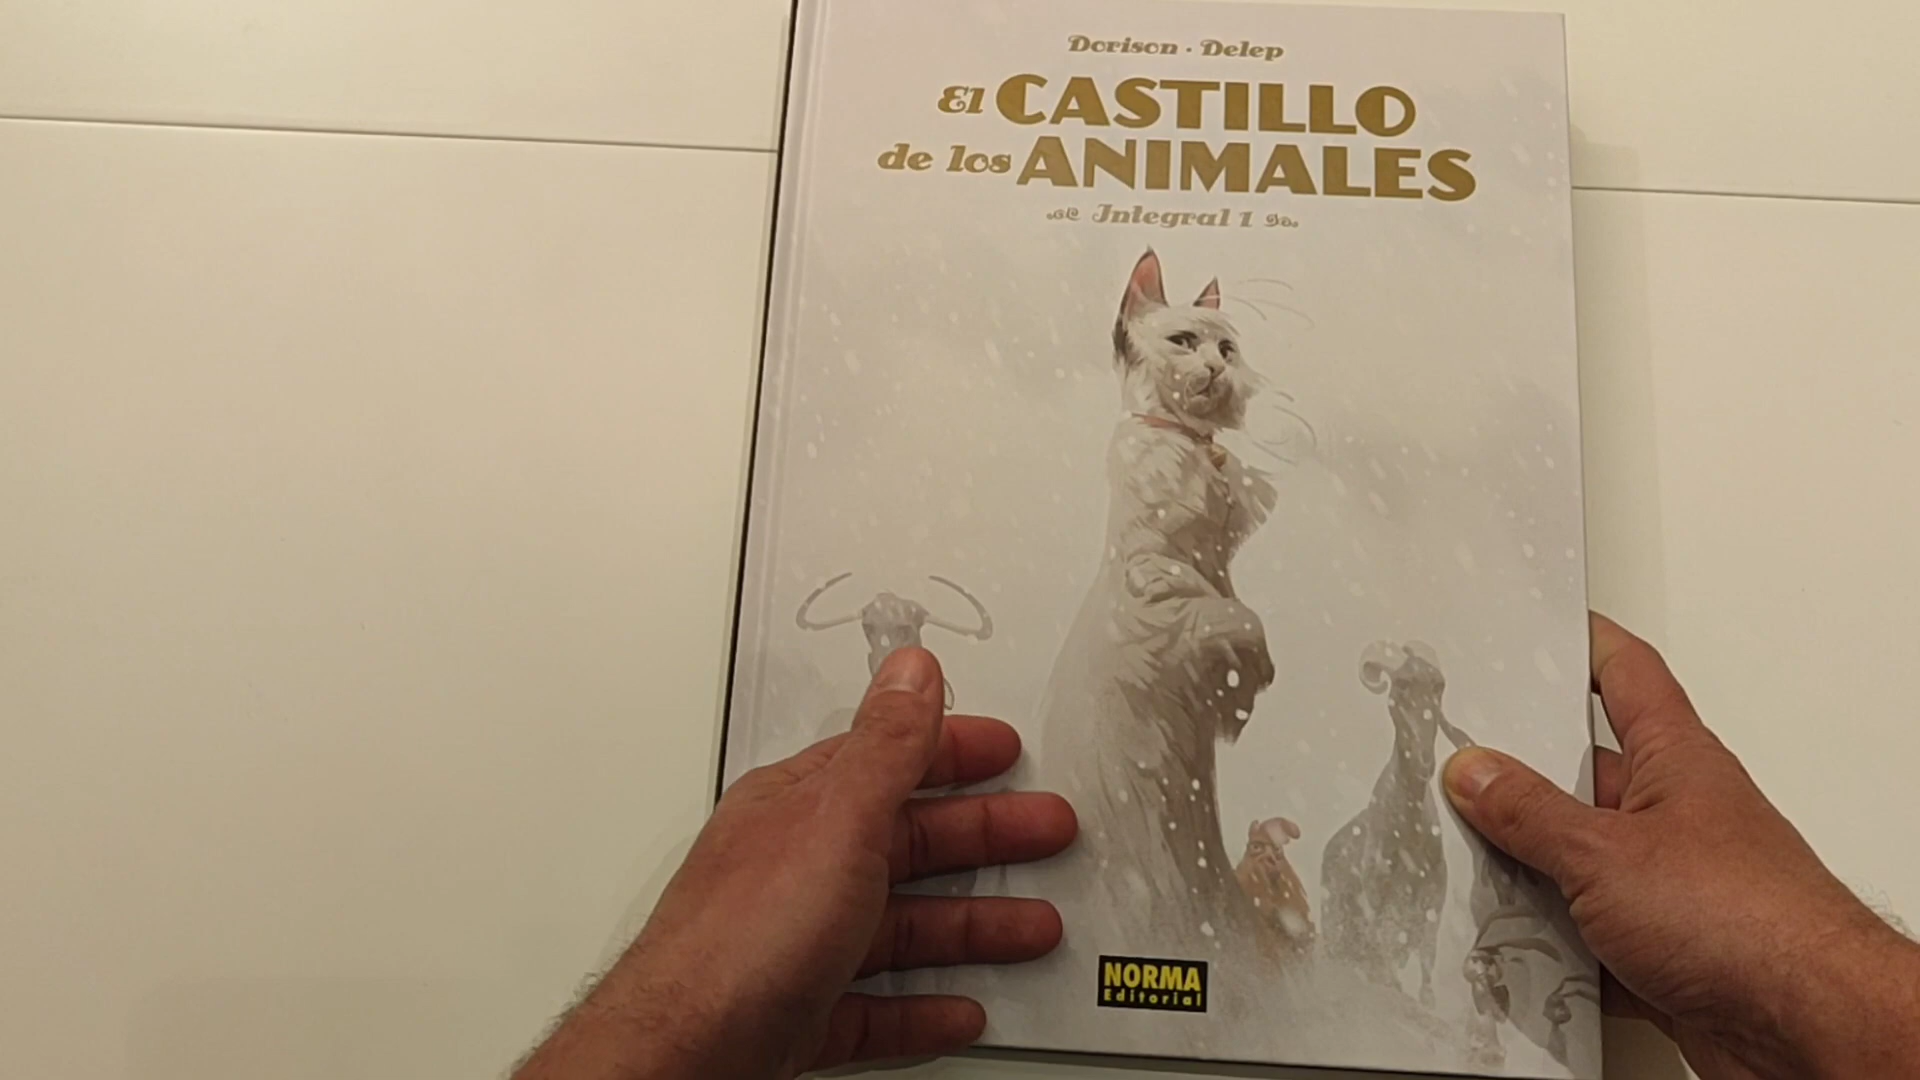 Dorison · Delep
El CASTILLO
de los ANIMALES
Integral 1
NORMA
Editorial